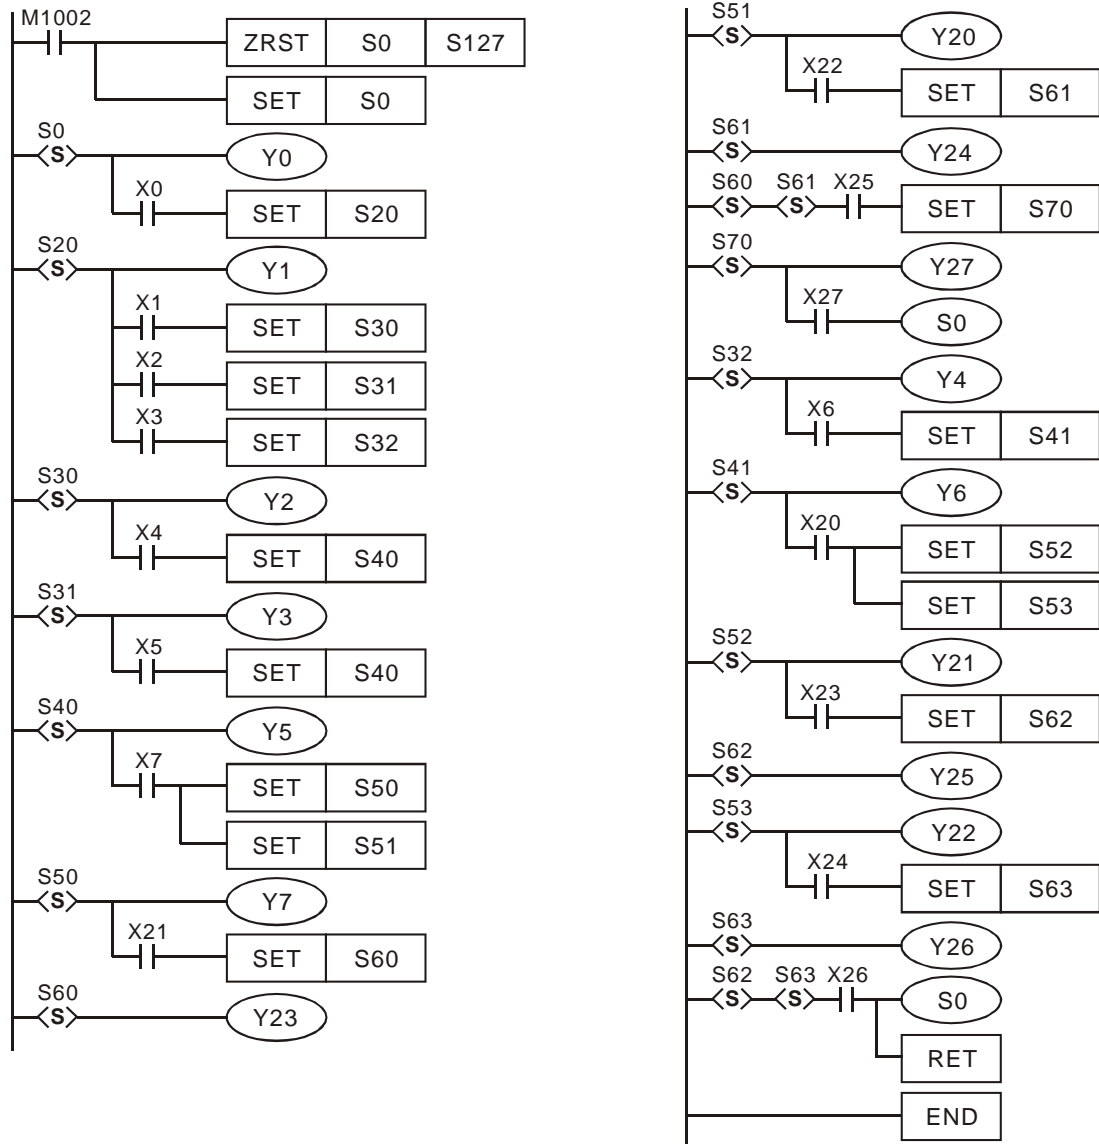 M1002
ZRST S0 S127
SET S0
S0
S Y0
X0
SET S20
S20
S Y1
X1
SET S30
X2
SET S31
X3
SET S32
S30
S Y2
X4
SET S40
S31
S Y3
X5
SET S40
S40
S Y5
X7
SET S50
SET S51
S50
S Y7
X21
SET S60
S60
S Y23
S51
S Y20
X22
SET S61
S61
S Y24
S60 S61 X25
S S SET S70
S70
S Y27
X27
S0
S32
S Y4
X6
SET S41
S41
S Y6
X20
SET S52
SET S53
S52
S Y21
X23
SET S62
S62
S Y25
S53
S Y22
X24
SET S63
S63
S Y26
S62 S63 X26
S S S0
RET
END